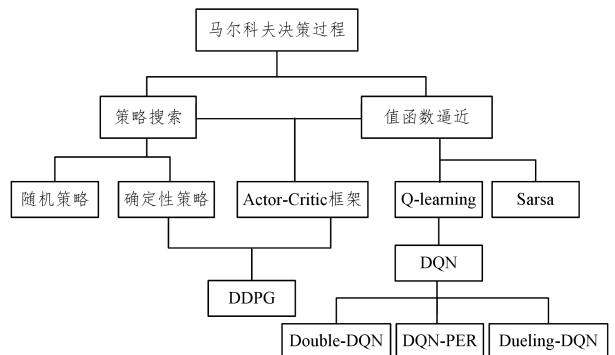 马尔科夫决策过程
策略搜索
值函数逼近
随机策略
确定性策略
Actor-Critic框架
Q-learning
Sarsa
DQN
DDPG
Double-DQN
DQN-PER
Dueling-DQN